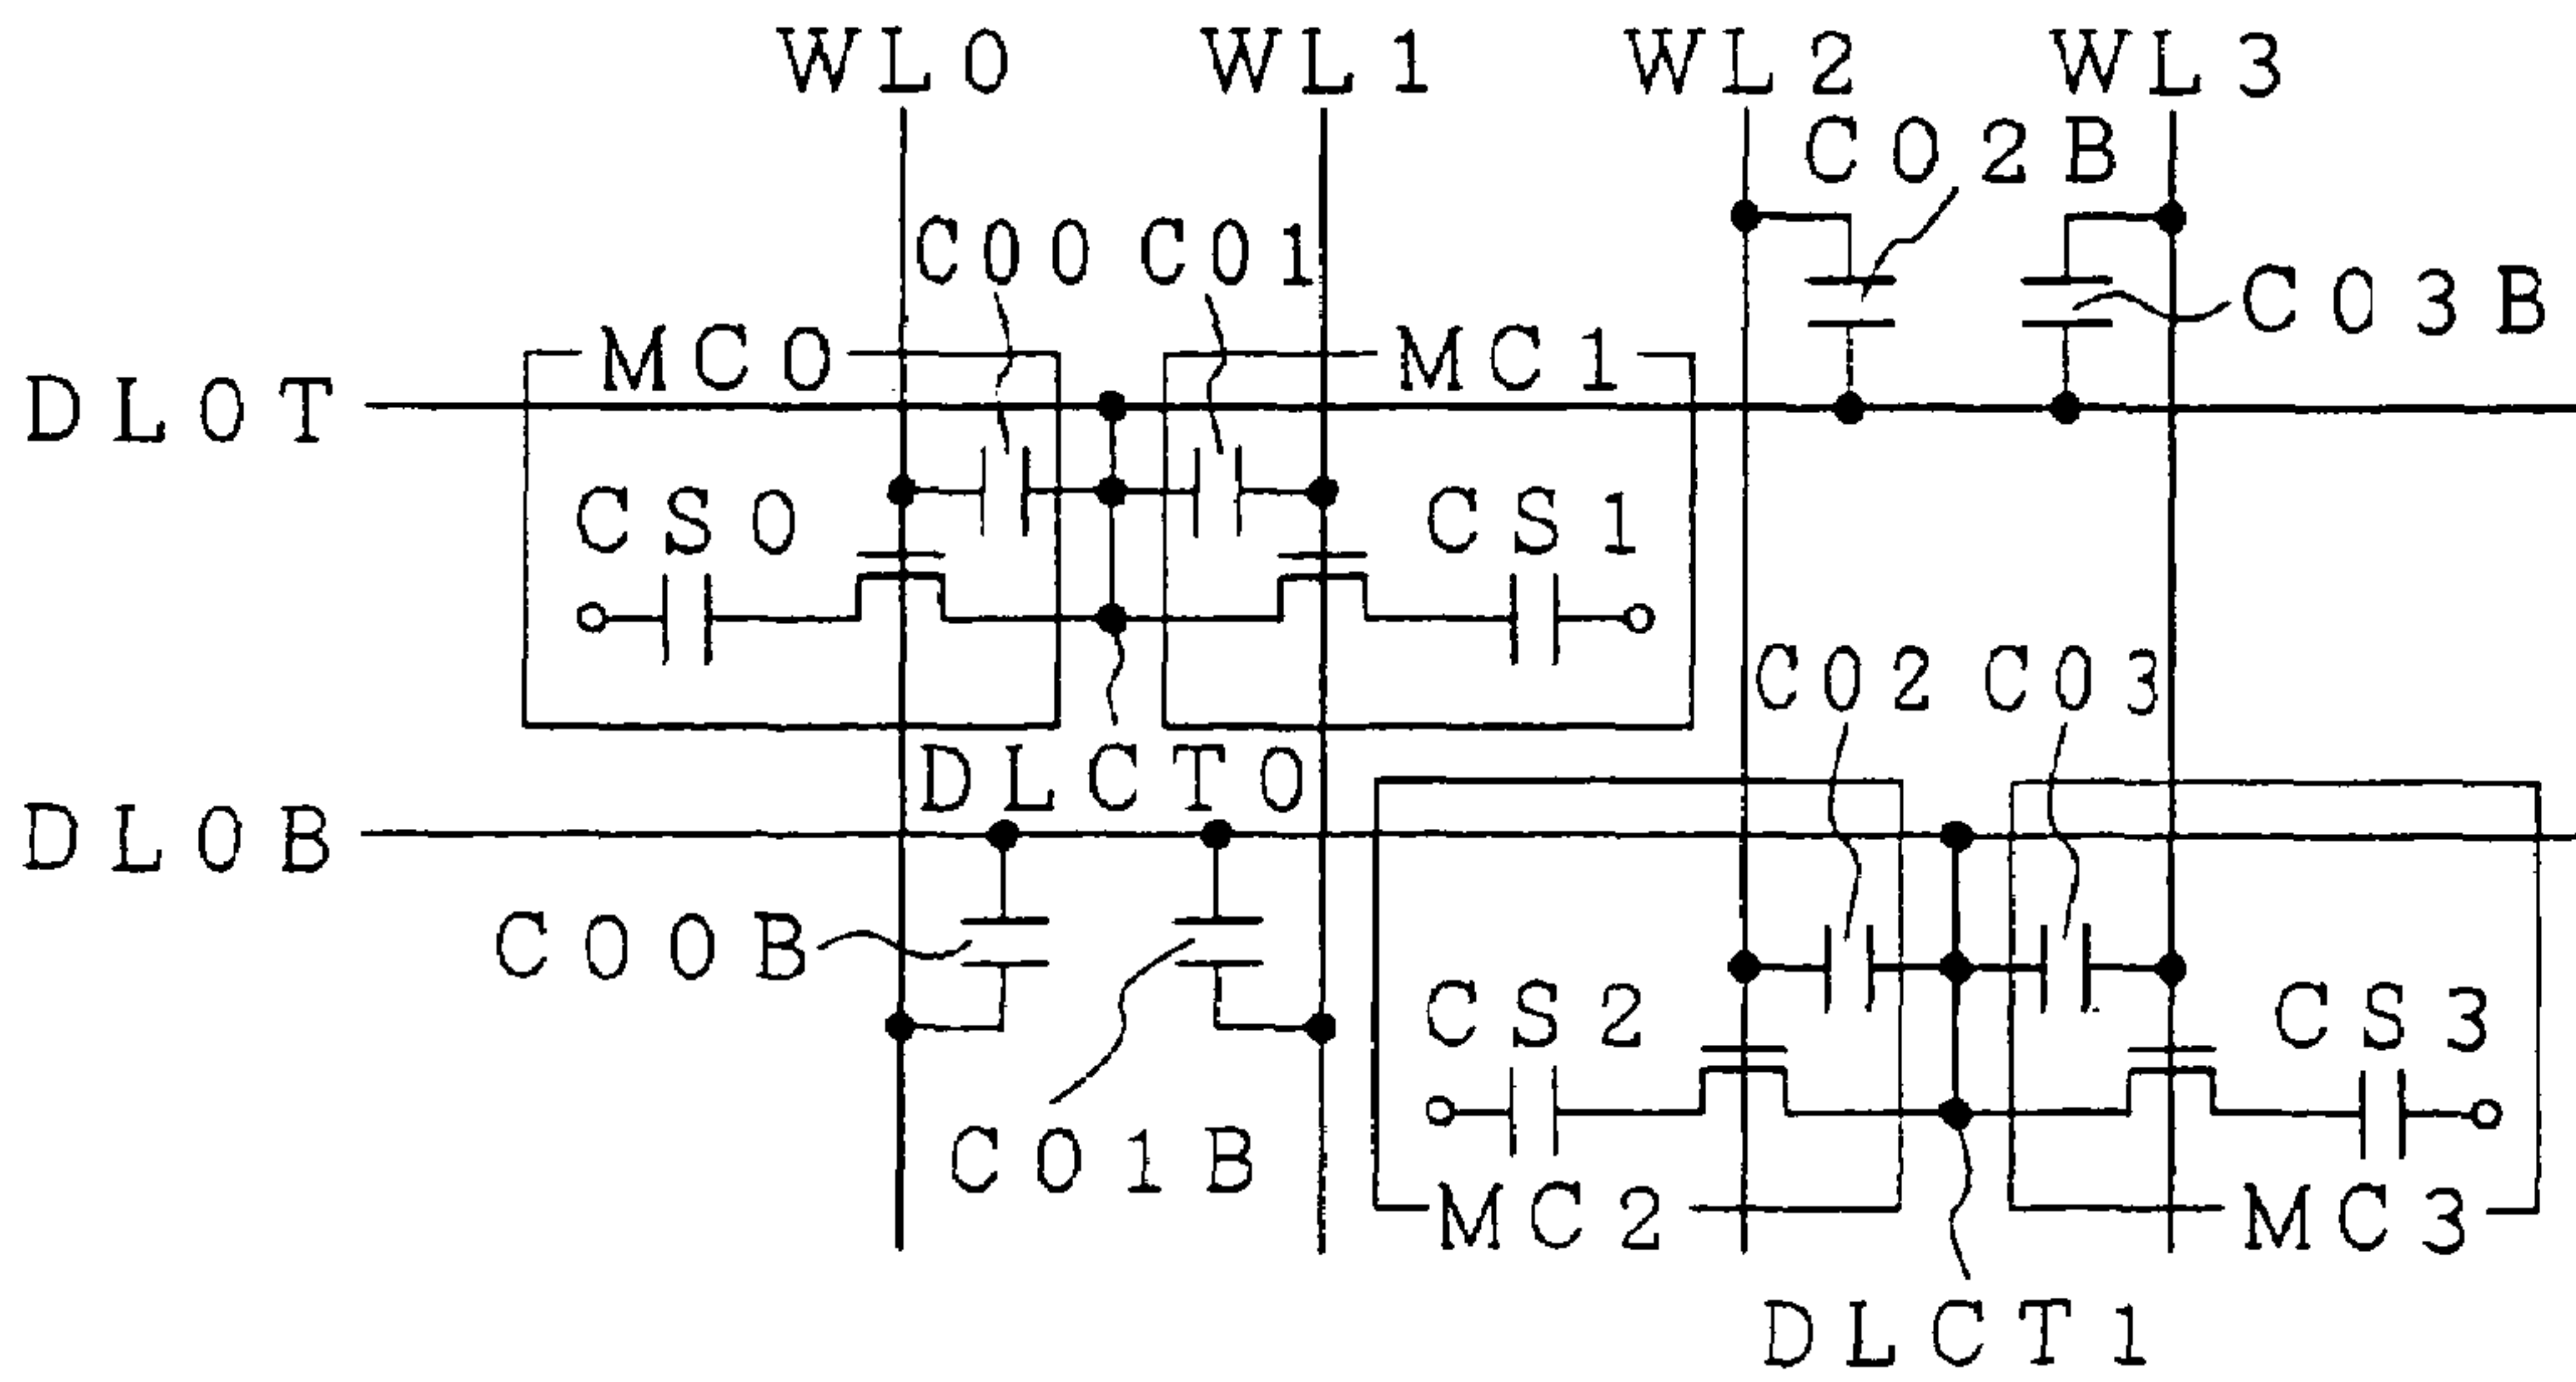 WL0 WL1 WL2 WL3
C02B
C00 C01
C03B
MC0 MC1
DL0T
CS0 CS1
C02 C03
DLCT0
DL0B
C00B
CS2 CS3
C01B
MC2 MC3
DLCT1